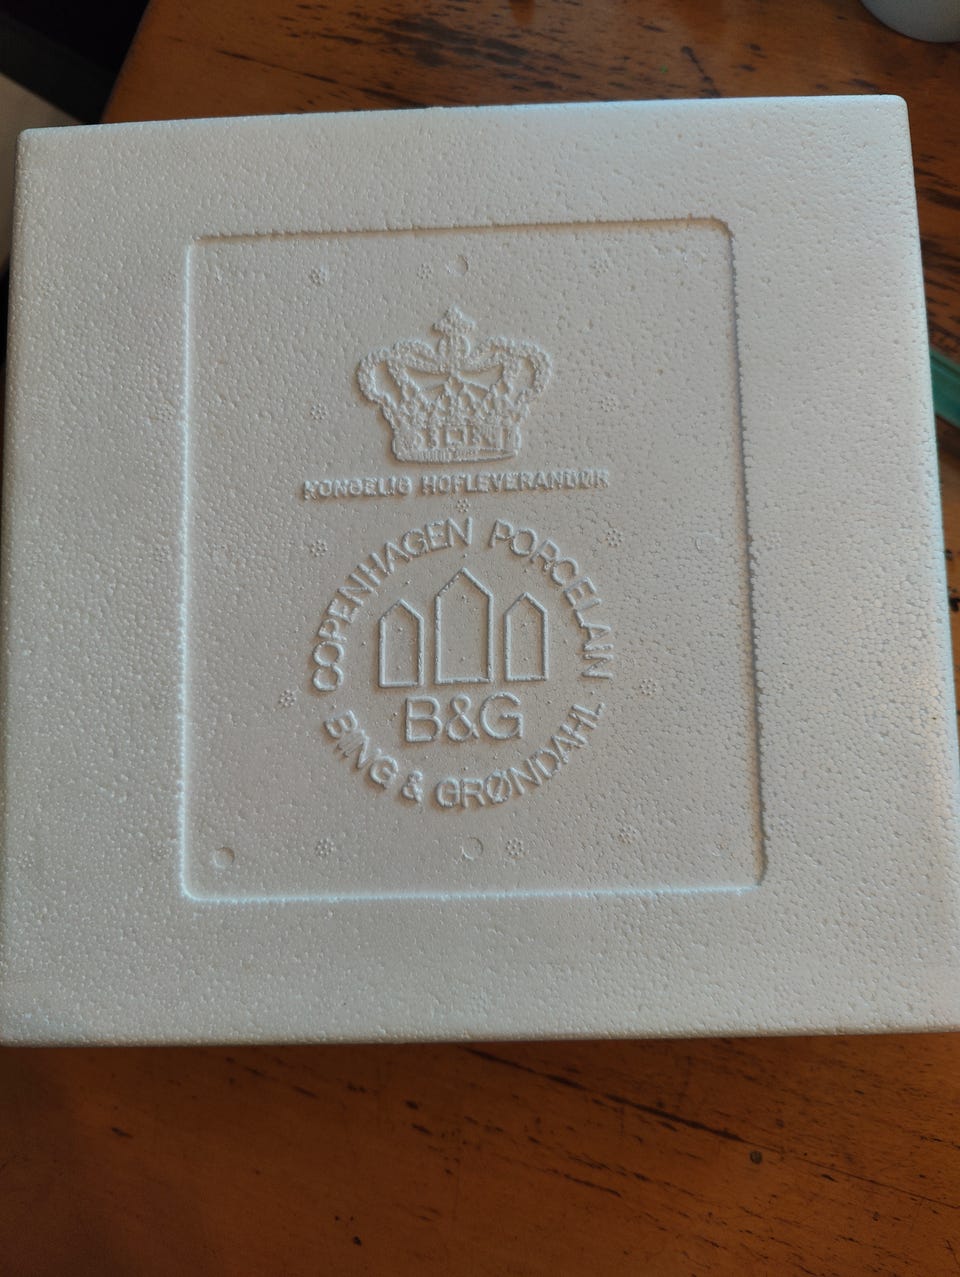 KONGELIG HOFLEVERANDØR
COPENHAGEN PORCELAIN
B&G
BING & GRØNDAHL